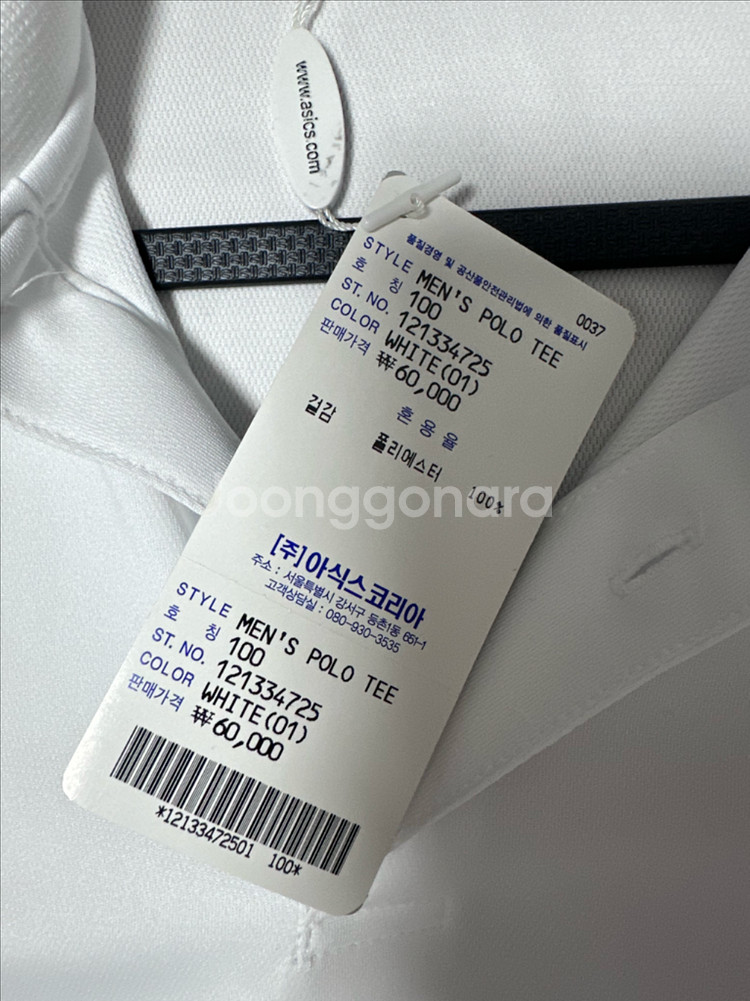 www.asics.com
0037
품질경영 및 공산품안전관리법에 의한 품질표시
STYLE MEN'S POLO TEE
호 칭 100
ST. NO. 121334725
COLOR WHITE(01)
판매가격 ₩60,000
혼용율
겉감 폴리에스터 100%
joonggonara
[주]아식스코리아
주소 : 서울특별시 강서구 등촌1동 651-1
고객상담실 : 080-930-3535
STYLE MEN'S POLO TEE
호 칭 100
ST. NO. 121334725
COLOR WHITE(01)
판매가격 ₩60,000
*12133472501 100*